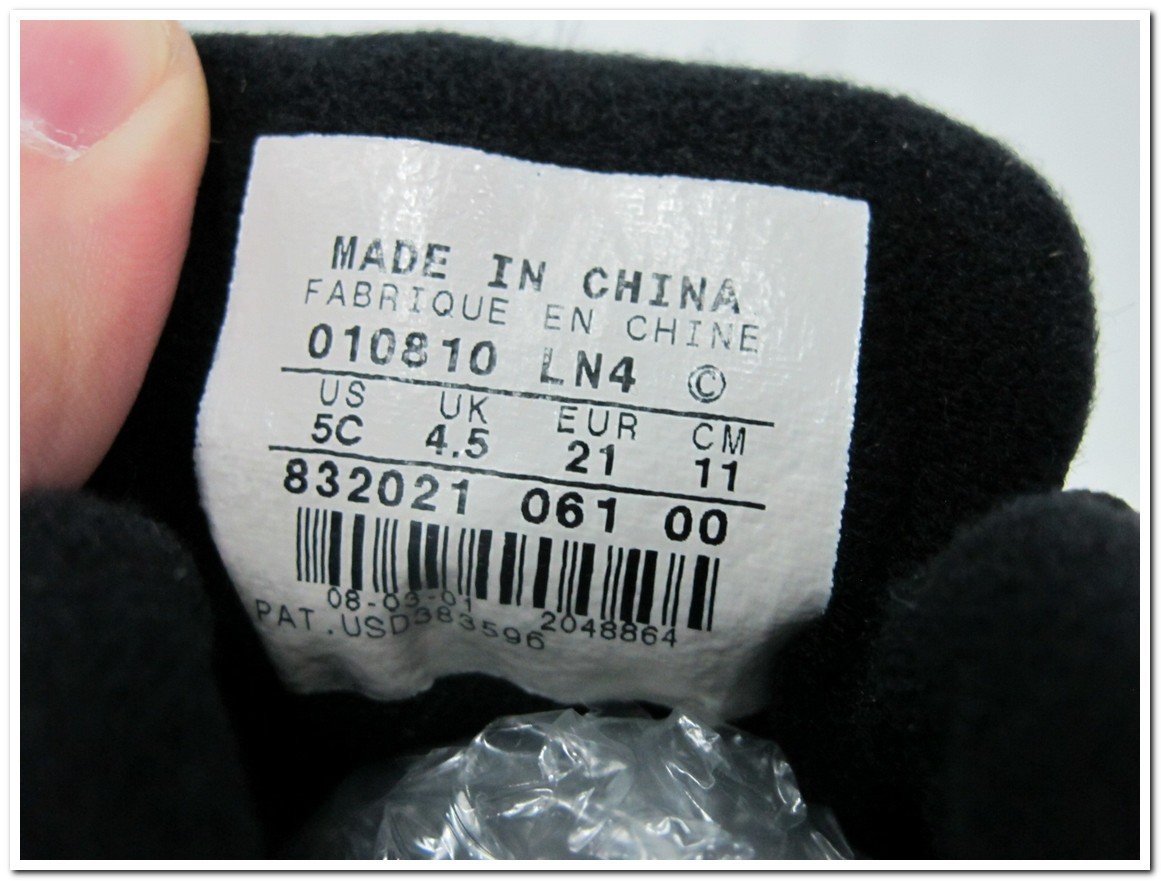 MADE IN CHINA
FABRIQUE EN CHINE
010810 LN4 ©
US UK EUR CM
5C 4.5 21 11
832021 061 00
08-03-01 2048864
PAT.USD383596